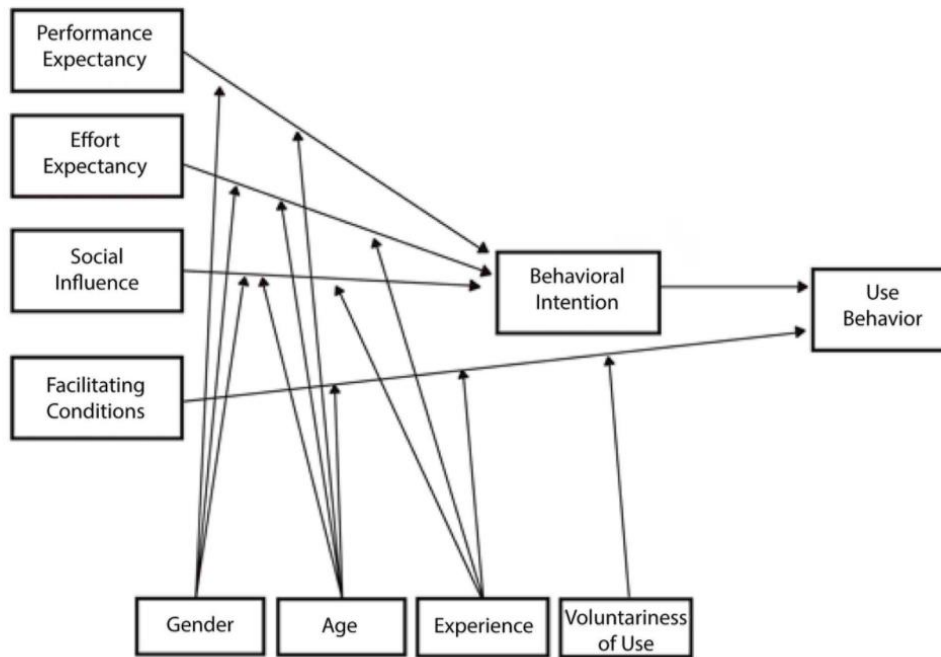 Performance
Expectancy
Effort
Expectancy
Social
Influence
Facilitating
Conditions
Behavioral
Intention
Use
Behavior
Gender
Age
Experience
Voluntariness
of Use